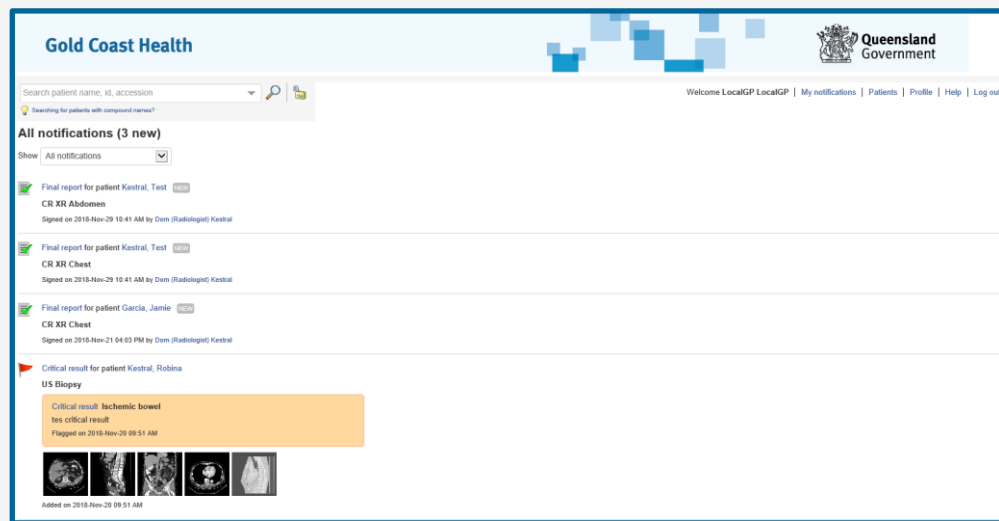 Gold Coast Health
Queensland
Government
Search patient name, id, accession
Welcome LocalGP LocalGP | My notifications | Patients | Profile | Help | Log out
Searching for patients with compound names?
All notifications (3 new)
Show All notifications
Final report for patient Kestral, Test NEW
CR XR Abdomen
Signed on 2018-Nov-29 10:41 AM by Dom (Radiologist) Kestral
Final report for patient Kestral, Test NEW
CR XR Chest
Signed on 2018-Nov-29 10:41 AM by Dom (Radiologist) Kestral
Final report for patient Garcia, Jamie NEW
CR XR Chest
Signed on 2018-Nov-21 04:03 PM by Dom (Radiologist) Kestral
Critical result for patient Kestral, Robina
US Biopsy
Critical result Ischemic bowel
tes critical result
Flagged on 2018-Nov-20 09:51 AM
Added on 2018-Nov-20 09:51 AM